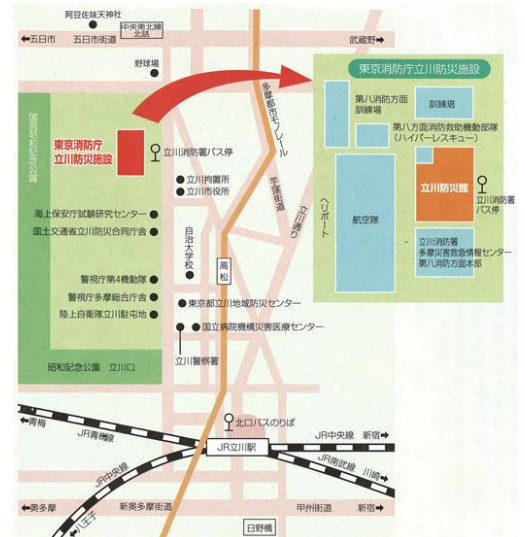 阿豆佐味天神社
中央南北線
北詰
←五日市　五日市街道
武蔵野→
野球場
東京消防庁立川防災施設
第八消防方面
訓練場
訓練塔
第八方面消防救助機動部隊
(ハイパーレスキュー)
立川防災館
立川消防署
バス停
ヘリポート
航空隊
立川消防署
多摩災害救急情報センター
第八消防方面本部
国営昭和記念公園
東京消防庁
立川防災施設
立川消防署バス停
多摩都市モノレール
芋窪街道
立川通り
立川拘置所
立川市役所
海上保安庁試験研究センター
国土交通省立川防災合同庁舎
自治大学校
高松
警視庁第4機動隊
警視庁多摩総合庁舎
陸上自衛隊立川駐屯地
東京都立川地域防災センター
国立病院機構災害医療センター
立川警察署
昭和記念公園　立川口
北口バスのりば
←青梅
JR青梅線
JR立川駅
JR中央線　新宿→
JR南武線　川崎→
JR中央線
←奥多摩　新奥多摩街道
甲州街道　新宿→
←八王子
日野橋